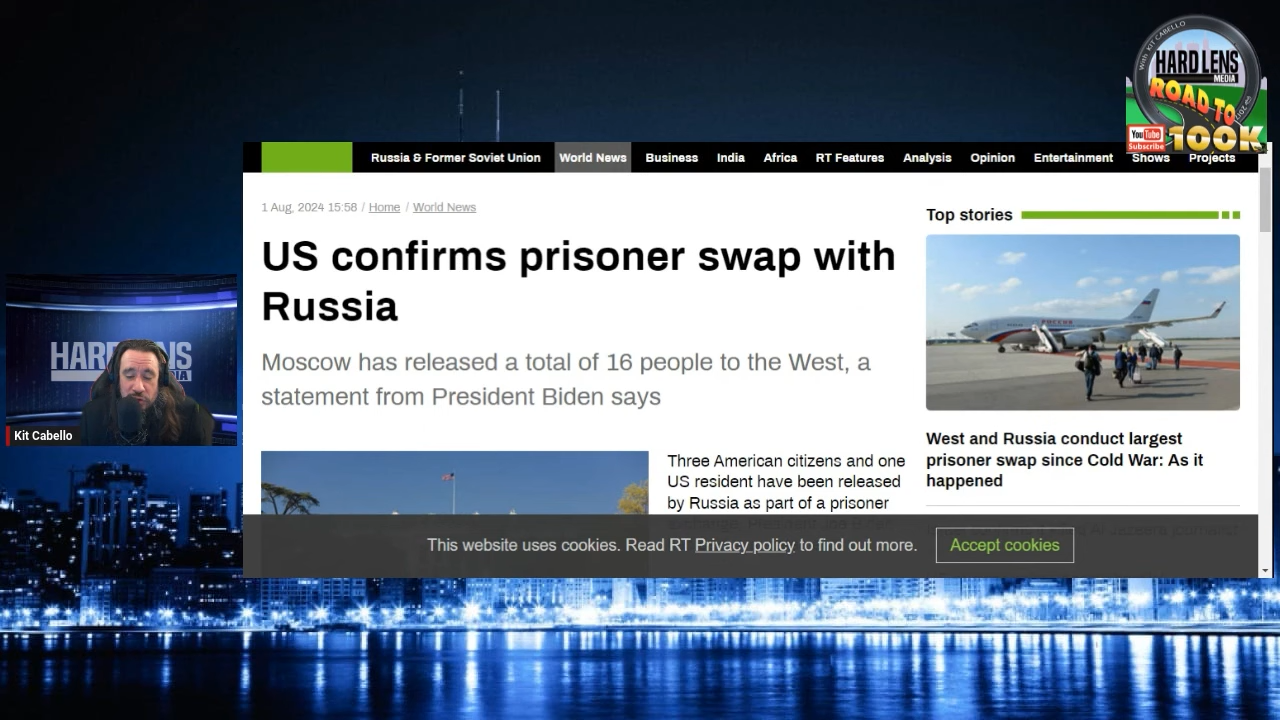 With KIT CABELLO
HARD LENS
MEDIA
ROAD TO
100K
YouTube
Subscribe
Russia & Former Soviet Union World News Business India Africa RT Features Analysis Opinion Entertainment Shows Projects
1 Aug, 2024 15:58 / Home / World News
US confirms prisoner swap with
Russia
Moscow has released a total of 16 people to the West, a
statement from President Biden says
Three American citizens and one
US resident have been released
by Russia as part of a prisoner
Top stories
РОССИЯ
West and Russia conduct largest
prisoner swap since Cold War: As it
happened
This website uses cookies. Read RT Privacy policy to find out more.
Accept cookies
HARD LENS
Kit Cabello